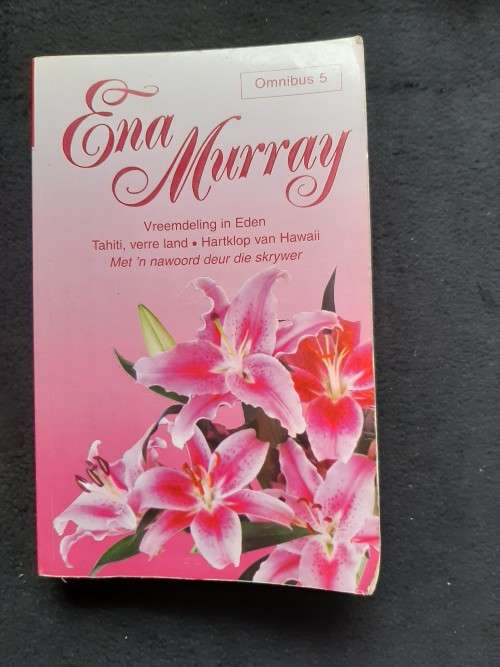 Omnibus 5
Ena
Murray
Vreemdeling in Eden
Tahiti, verre land • Hartklop van Hawaii
Met 'n nawoord deur die skrywer